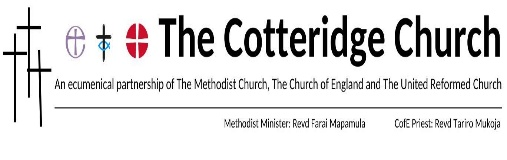 The Cotteridge Church
An ecumenical partnership of The Methodist Church, The Church of England and The United Reformed Church
Methodist Minister: Revd Farai Mapamula CofE Priest: Revd Tariro Mukoja